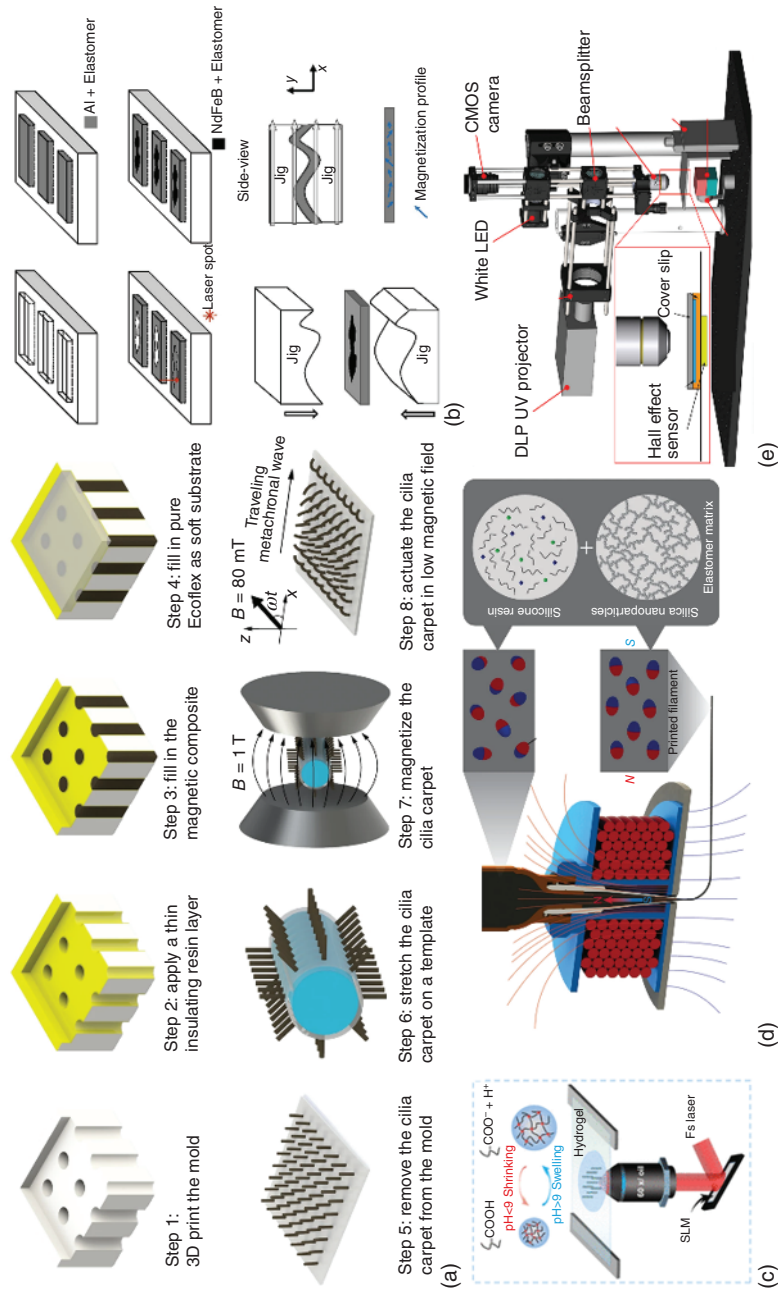 Step 1:
3D print the mold
Step 2: apply a thin
insulating resin layer
Step 3: fill in the
magnetic composite
Step 4: fill in pure
Ecoflex as soft substrate
Step 5: remove the cilia
carpet from the mold
Step 6: stretch the cilia
carpet on a template
B = 1 T
Step 7: magnetize the
cilia carpet
B = 80 mT
z
ωt
x
Traveling
metachronal wave
Step 8: actuate the cilia
carpet in low magnetic field
(a)
Al + Elastomer
Laser spot
NdFeB + Elastomer
Jig
Jig
Side-view
Jig
Jig
y
x
Magnetization profile
(b)
COOH
COO⁻ + H⁺
pH<9 Shrinking
pH>9 Swelling
Hydrogel
60 x/ oil
SLM
Fs laser
(c)
N
S
Printed filament
Silicone resin
+
Silica nanoparticles
Elastomer matrix
(d)
CMOS
camera
White LED
Beamsplitter
DLP UV projector
Cover slip
Hall effect
sensor
(e)